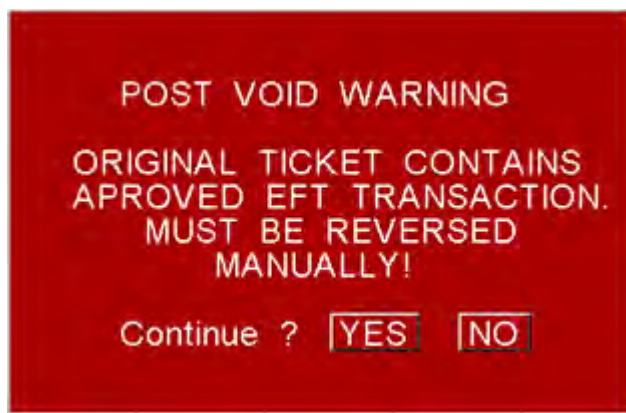 POST VOID WARNING
ORIGINAL TICKET CONTAINS
APROVED EFT TRANSACTION.
MUST BE REVERSED
MANUALLY!
Continue ? YES NO